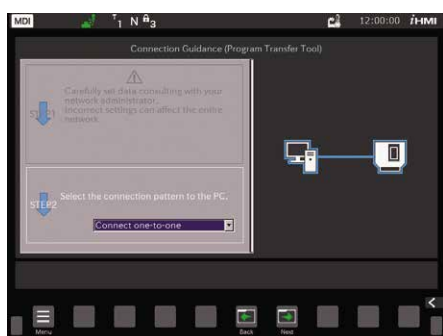 MDI T1 N A3 12:00:00 iHMI
Connection Guidance (Program Transfer Tool)
Carefully set data consulting with your
network administrator.
STEP1 Incorrect settings can affect the entire
network.
Select the connection pattern to the PC.
STEP2
Connect one-to-one
Menu Back Next